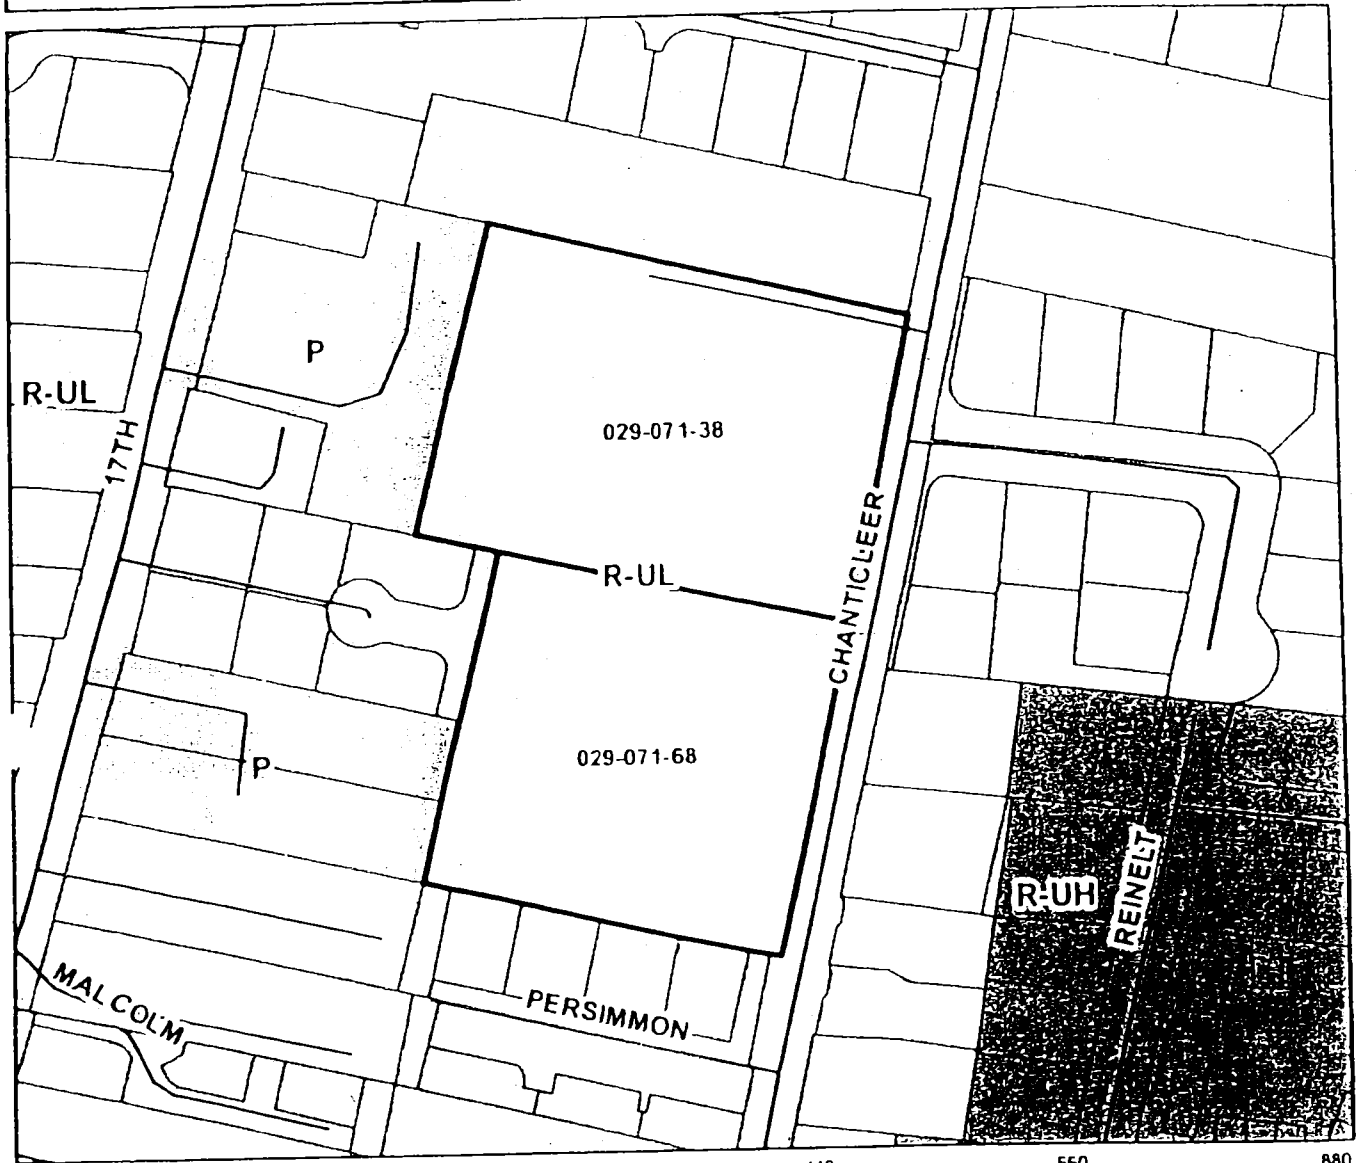 P
R-UL
029-071-38
17TH
CHANTICLEER
R-UL
029-071-68
P
R-UH
REINELT
MALCOLM
PERSIMMON
550
880